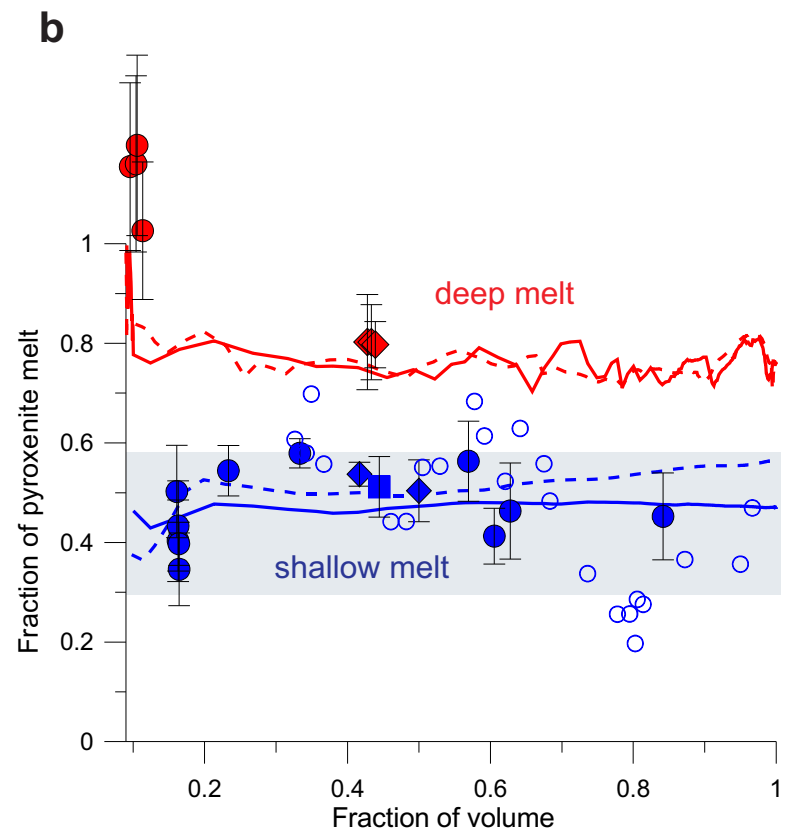 b
1
0.8
0.6
0.4
0.2
0
Fraction of pyroxenite melt
deep melt
shallow melt
0.2
0.4
0.6
0.8
1
Fraction of volume